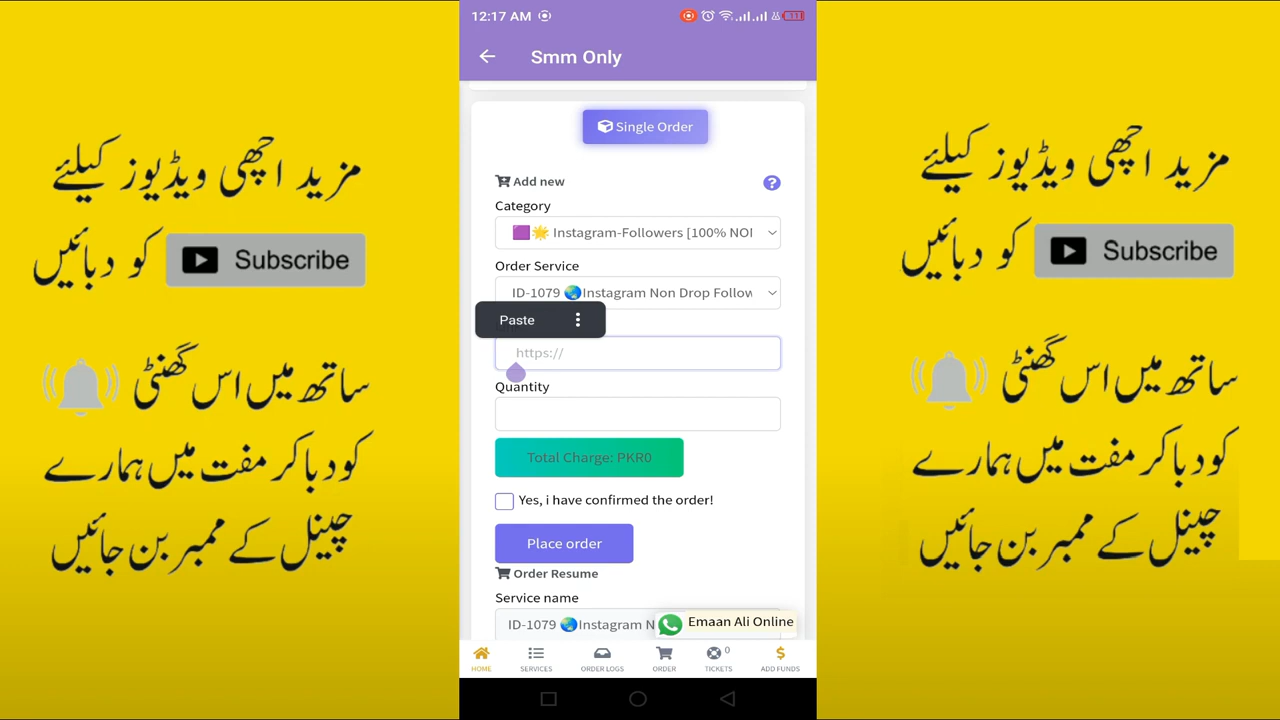 مزید اچھی ویڈیوز کیلئے
Subscribe کو دبائیں
ساتھ میں اس گھنٹی
کو دبا کر مفت میں ہمارے
چینل کے ممبر بن جائیں
12:17 AM
Smm Only
Single Order
Add new
Category
Instagram-Followers [100% NOI
Order Service
ID-1079 🌏Instagram Non Drop Follow
Paste
https://
Quantity
Total Charge: PKR0
Yes, i have confirmed the order!
Place order
Order Resume
Service name
ID-1079 🌏Instagram N
Emaan Ali Online
HOME SERVICES ORDER LOGS ORDER TICKETS 0 ADD FUNDS
مزید اچھی ویڈیوز کیلئے
Subscribe کو دبائیں
ساتھ میں اس گھنٹی
کو دبا کر مفت میں ہمارے
چینل کے ممبر بن جائیں